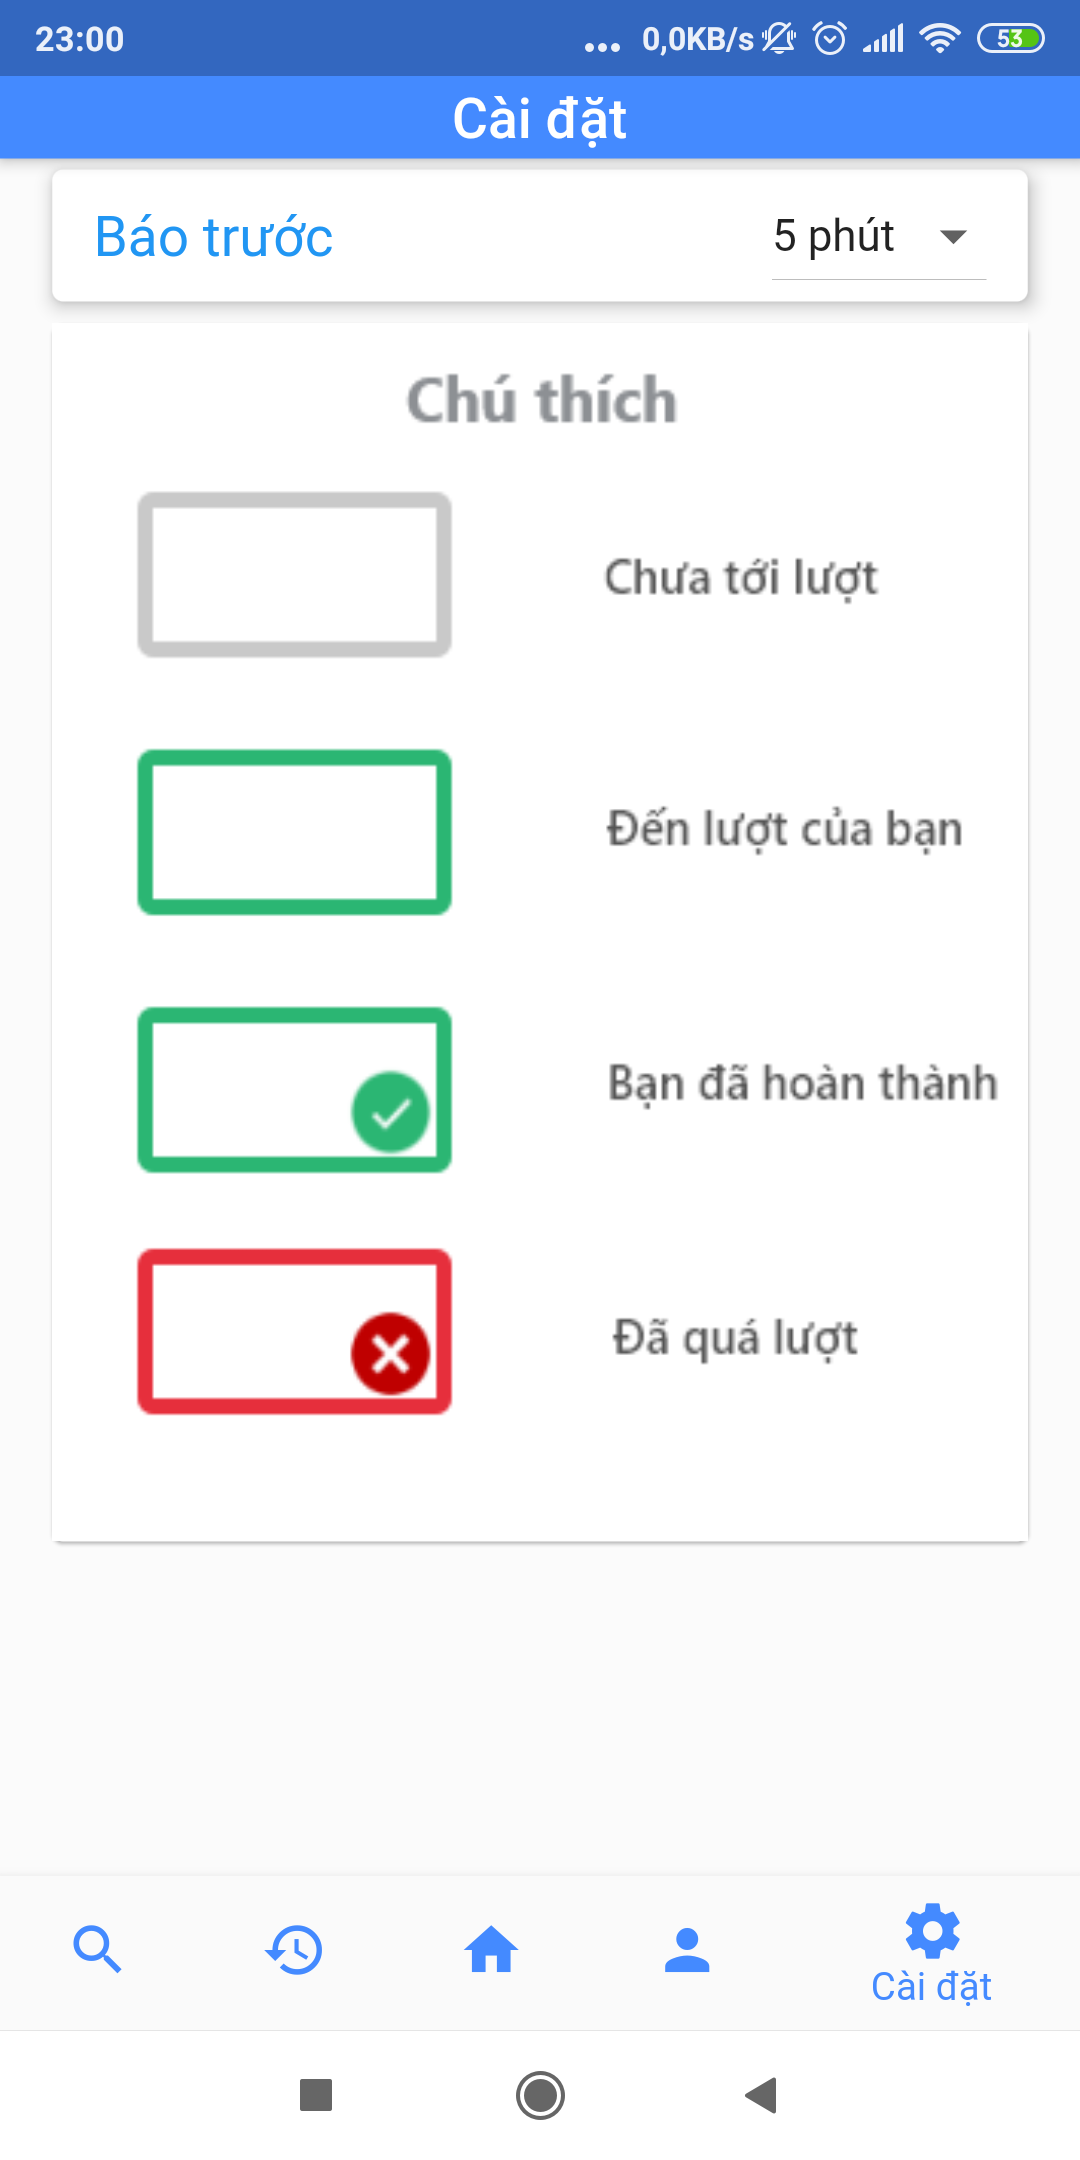 23:00 ... 0,0KB/s 53
Cài đặt
Báo trước 5 phút
Chú thích
Chưa tới lượt
Đến lượt của bạn
Bạn đã hoàn thành
Đã quá lượt
Cài đặt